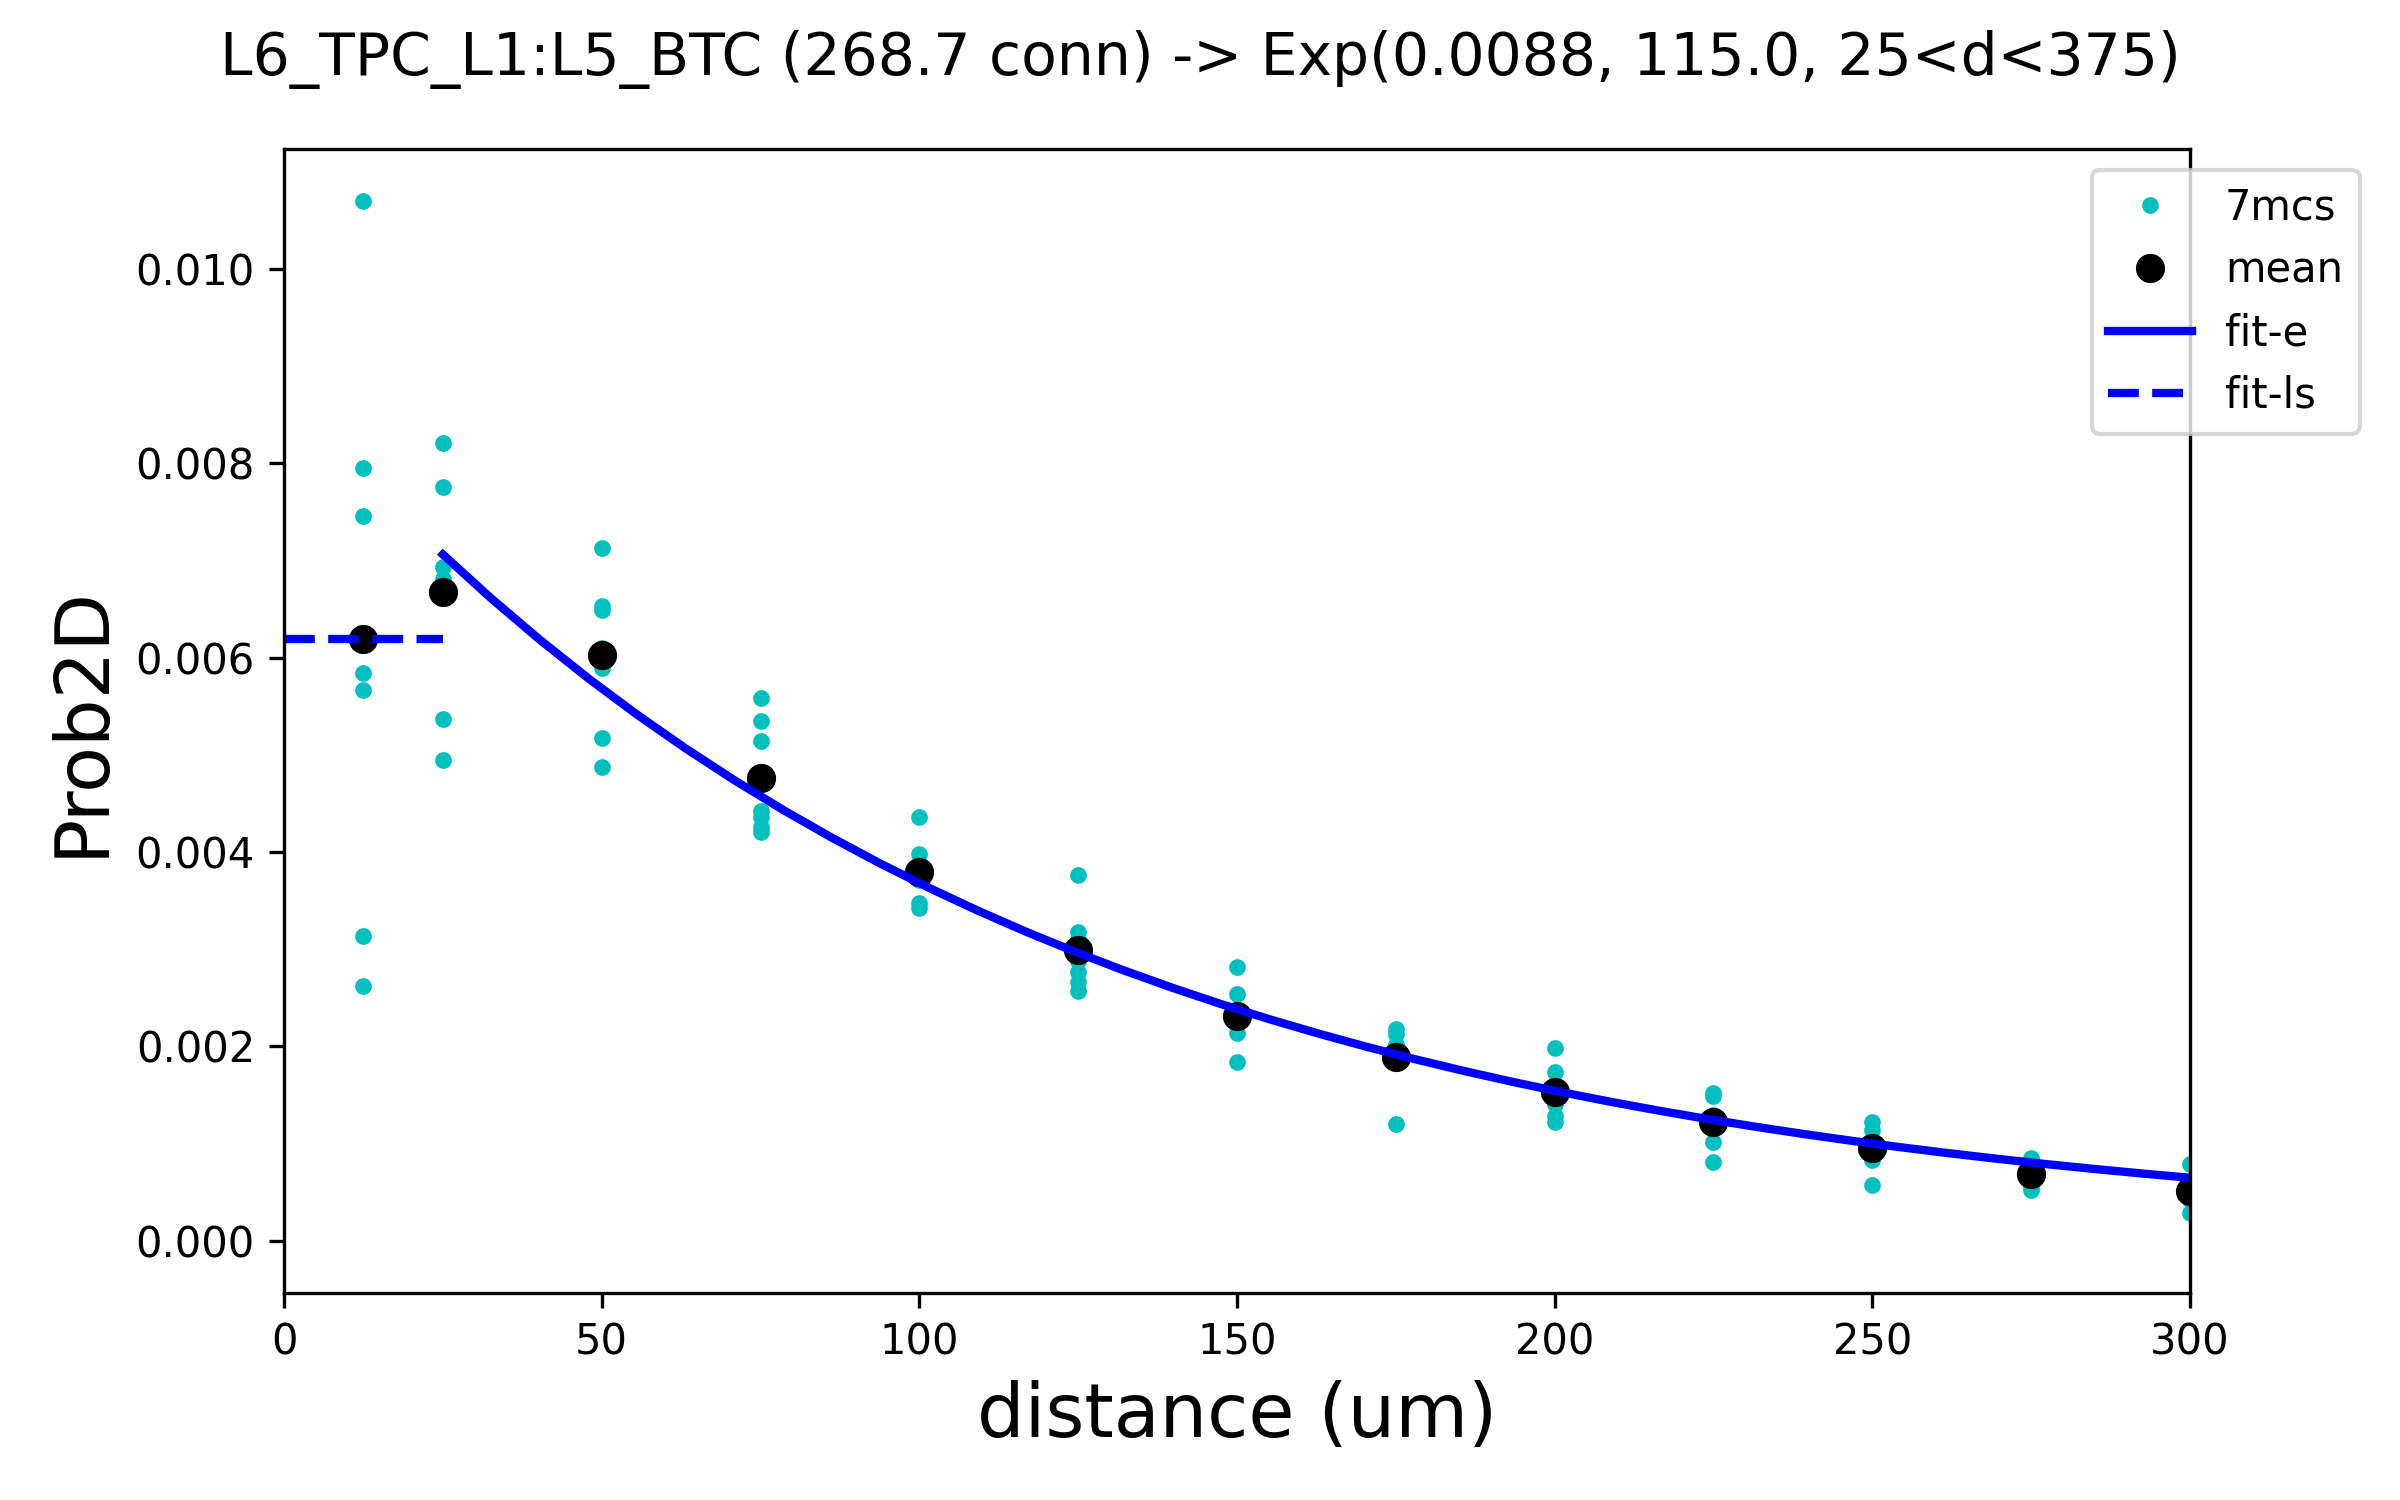 L6_TPC_L1:L5_BTC (268.7 conn) -> Exp(0.0088, 115.0, 25<d<375)
7mcs
mean
fit-e
fit-ls
Prob2D
0.010
0.008
0.006
0.004
0.002
0.000
0 50 100 150 200 250 300
distance (um)